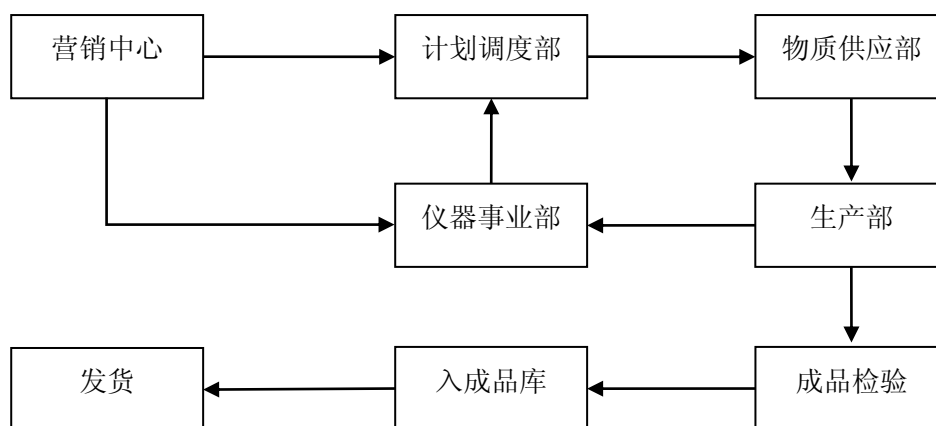 营销中心
计划调度部
物质供应部
仪器事业部
生产部
发货
入成品库
成品检验